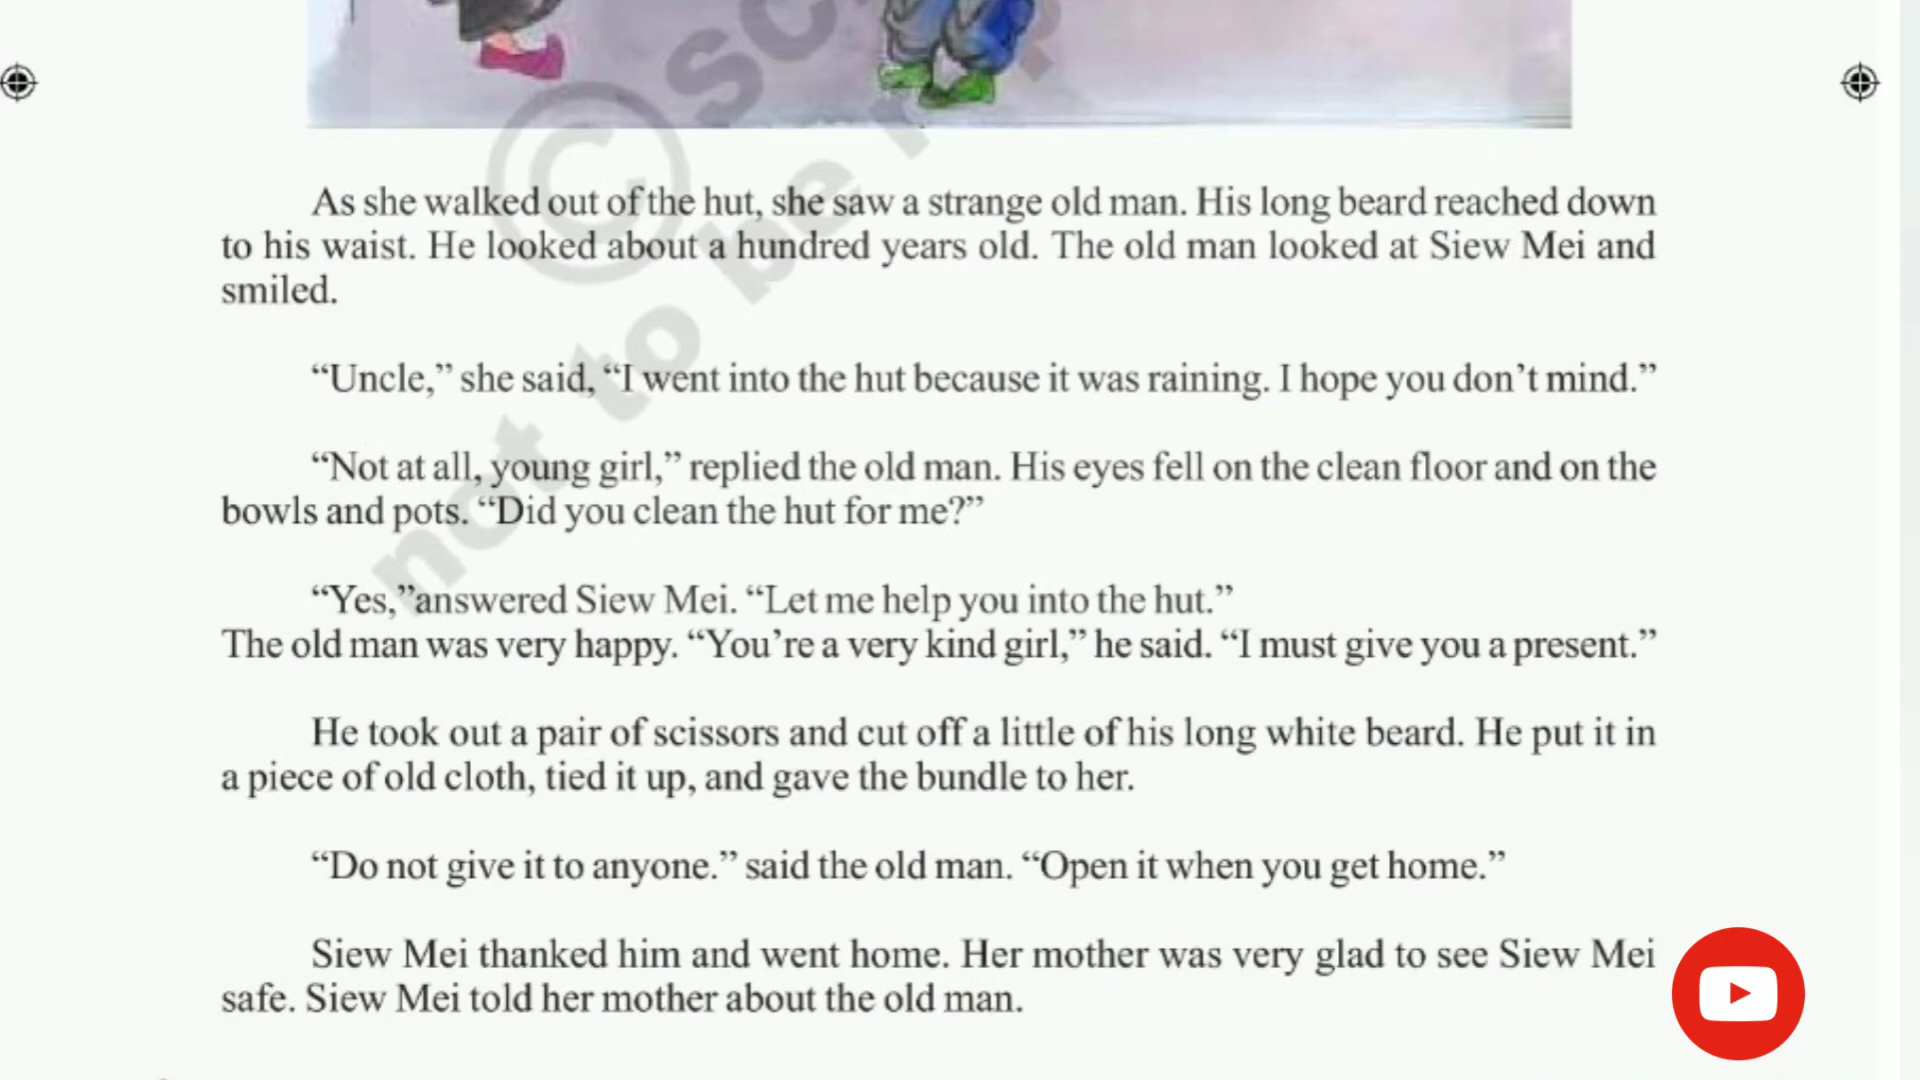 As she walked out of the hut, she saw a strange old man. His long beard reached down
to his waist. He looked about a hundred years old. The old man looked at Siew Mei and
smiled.
“Uncle,” she said, “I went into the hut because it was raining. I hope you don’t mind.”
“Not at all, young girl,” replied the old man. His eyes fell on the clean floor and on the
bowls and pots. “Did you clean the hut for me?”
“Yes,”answered Siew Mei. “Let me help you into the hut.”
The old man was very happy. “You’re a very kind girl,” he said. “I must give you a present.”
He took out a pair of scissors and cut off a little of his long white beard. He put it in
a piece of old cloth, tied it up, and gave the bundle to her.
“Do not give it to anyone.” said the old man. “Open it when you get home.”
Siew Mei thanked him and went home. Her mother was very glad to see Siew Mei
safe. Siew Mei told her mother about the old man.
©
not to be